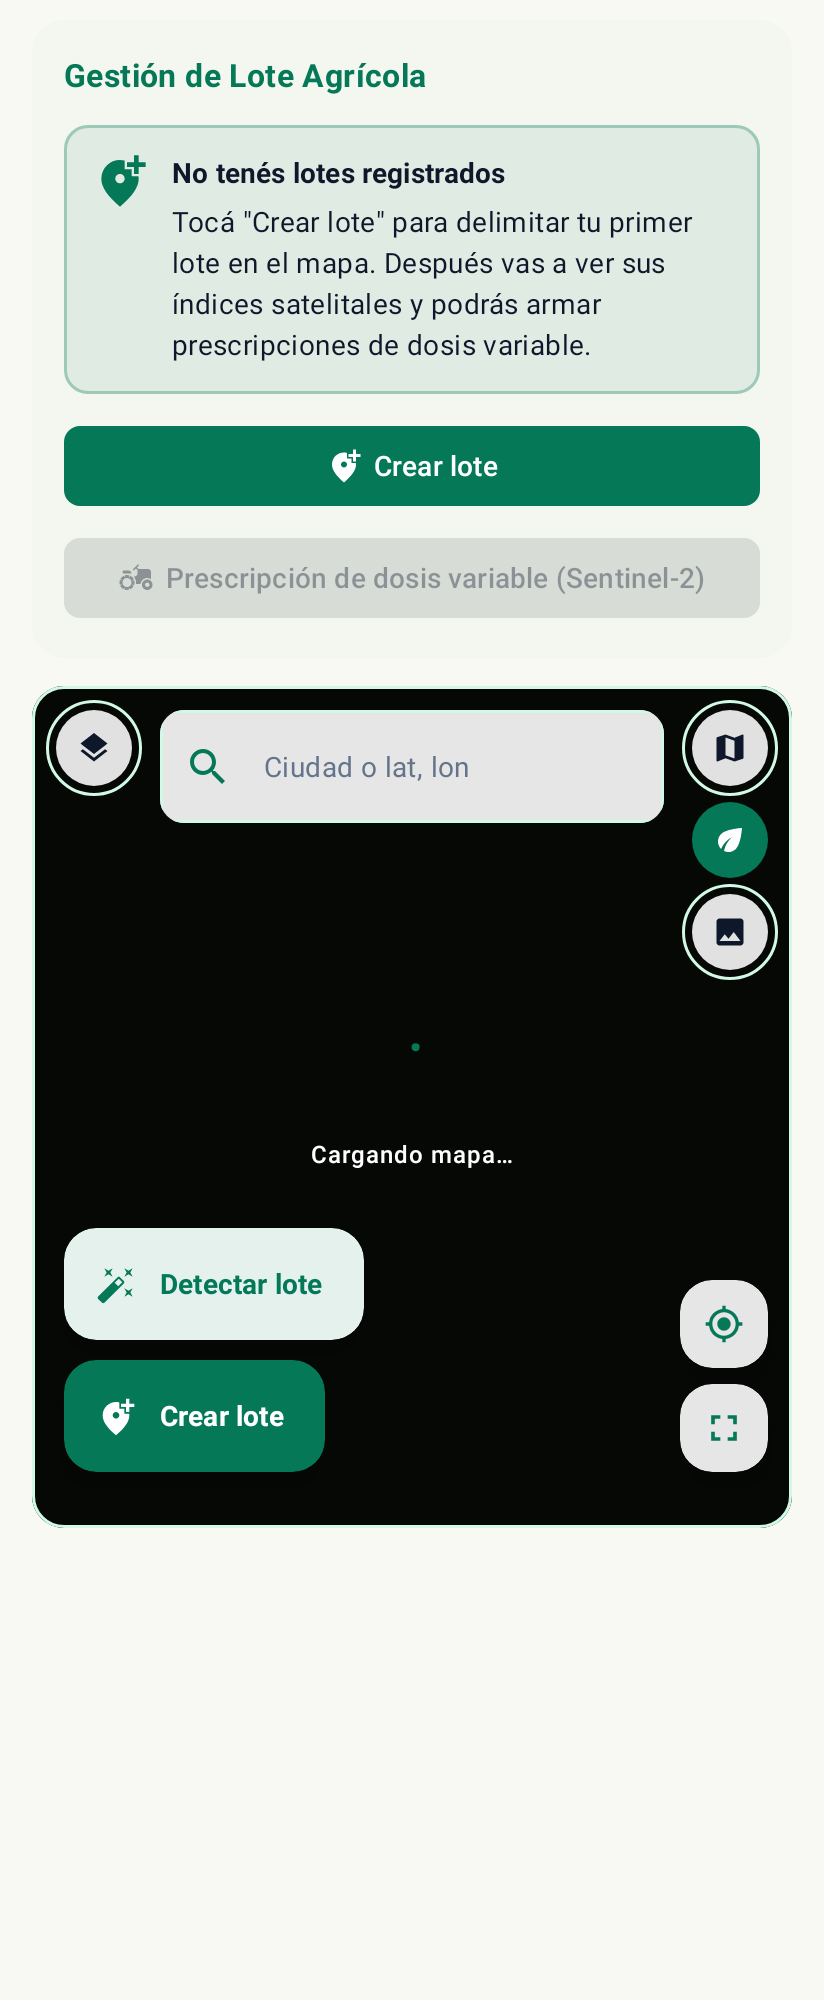 Gestión de Lote Agrícola
No tenés lotes registrados
Tocá "Crear lote" para delimitar tu primer
lote en el mapa. Después vas a ver sus
índices satelitales y podrás armar
prescripciones de dosis variable.
Crear lote
Prescripción de dosis variable (Sentinel-2)
Ciudad o lat, lon
Cargando mapa…
Detectar lote
Crear lote